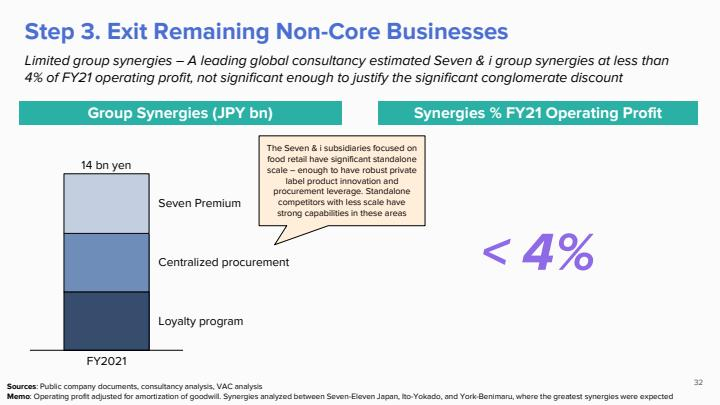 Step 3. Exit Remaining Non-Core Businesses
Limited group synergies – A leading global consultancy estimated Seven & i group synergies at less than
4% of FY21 operating profit, not significant enough to justify the significant conglomerate discount
Group Synergies (JPY bn)
Synergies % FY21 Operating Profit
The Seven & i subsidiaries focused on
food retail have significant standalone
scale – enough to have robust private
label product innovation and
procurement leverage. Standalone
competitors with less scale have
strong capabilities in these areas
14 bn yen
Seven Premium
Centralized procurement
Loyalty program
FY2021
< 4%
32
Sources: Public company documents, consultancy analysis, VAC analysis
Memo: Operating profit adjusted for amortization of goodwill. Synergies analyzed between Seven-Eleven Japan, Ito-Yokado, and York-Benimaru, where the greatest synergies were expected